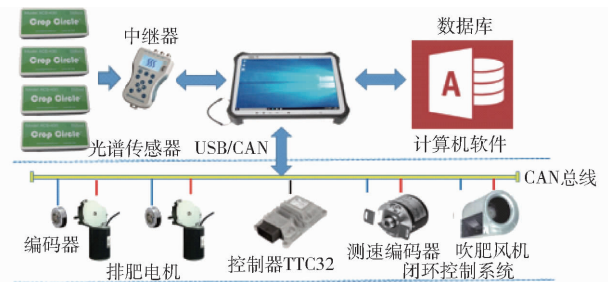 Crop Circle
Crop Circle
Crop Circle
Crop Circle
中继器
数据库
A
光谱传感器
USB/CAN
计算机软件
CAN总线
编码器
排肥电机
控制器TTC32
测速编码器
吹肥风机
闭环控制系统